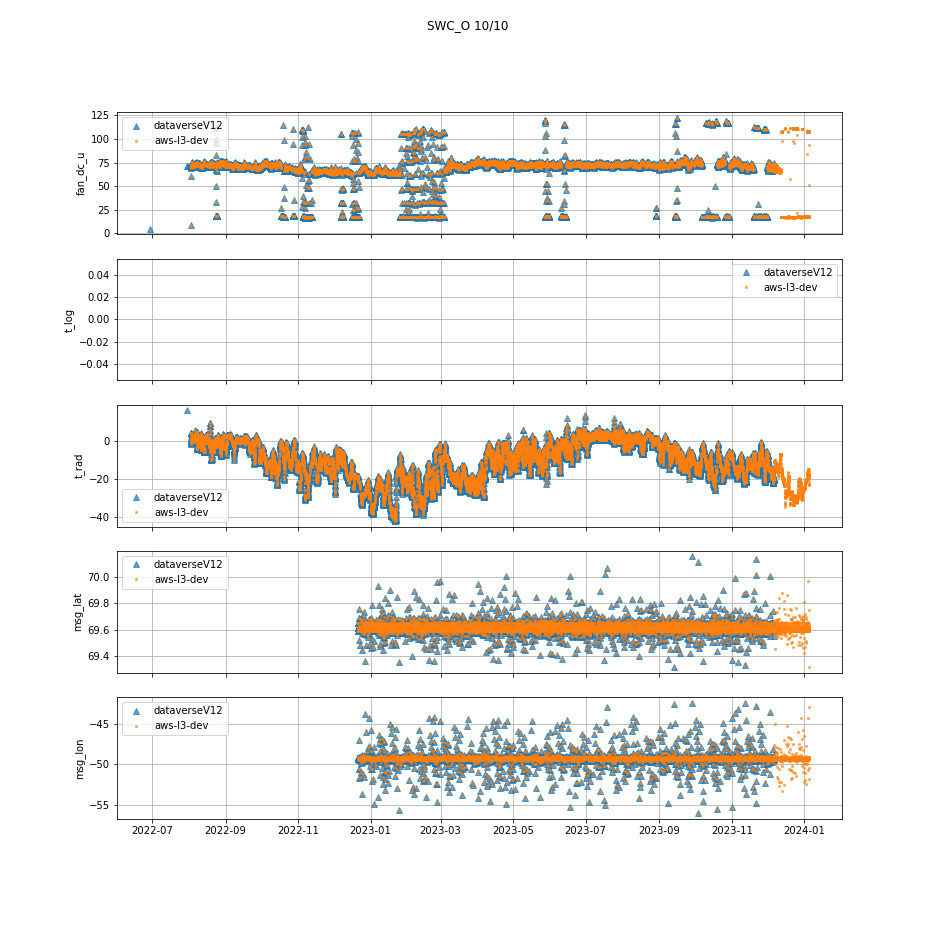 SWC_O 10/10
125
100
75
50
25
0
fan_dc_u
dataverseV12
aws-l3-dev
0.04
0.02
0.00
−0.02
−0.04
t_log
dataverseV12
aws-l3-dev
0
−20
−40
t_rad
dataverseV12
aws-l3-dev
70.0
69.8
69.6
69.4
msg_lat
dataverseV12
aws-l3-dev
−45
−50
−55
msg_lon
dataverseV12
aws-l3-dev
2022-07 2022-09 2022-11 2023-01 2023-03 2023-05 2023-07 2023-09 2023-11 2024-01